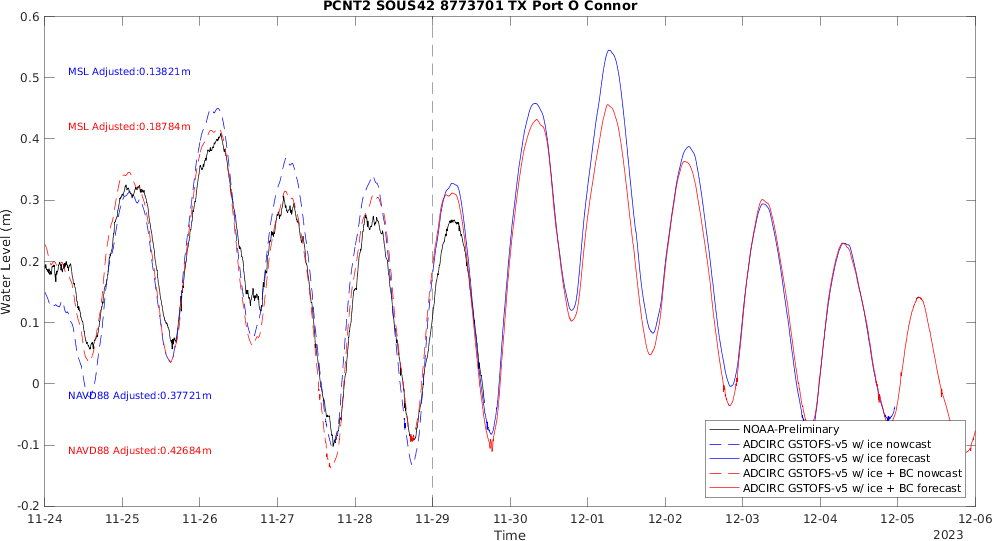 PCNT2 SOUS42 8773701 TX Port O Connor
0.6
0.5
0.4
0.3
0.2
0.1
0
-0.1
-0.2
Water Level (m)
MSL Adjusted:0.13821m
MSL Adjusted:0.18784m
NAVD88 Adjusted:0.37721m
NAVD88 Adjusted:0.42684m
NOAA-Preliminary
ADCIRC GSTOFS-v5 w/ ice nowcast
ADCIRC GSTOFS-v5 w/ ice forecast
ADCIRC GSTOFS-v5 w/ ice + BC nowcast
ADCIRC GSTOFS-v5 w/ ice + BC forecast
11-24 11-25 11-26 11-27 11-28 11-29 11-30 12-01 12-02 12-03 12-04 12-05 12-06
Time
2023